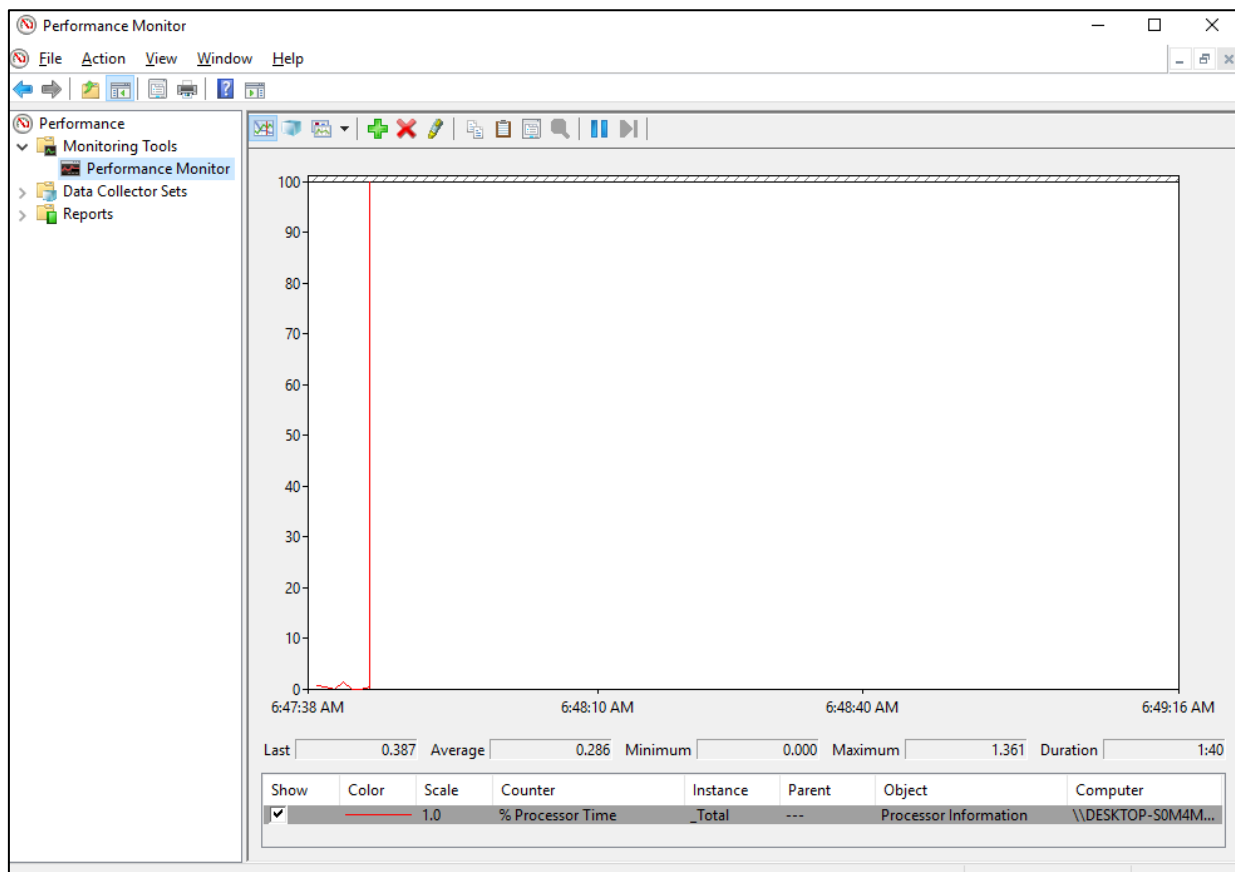 Performance Monitor
File Action View Window Help
Performance
Monitoring Tools
Performance Monitor
Data Collector Sets
Reports
100
90
80
70
60
50
40
30
20
10
0
6:47:38 AM 6:48:10 AM 6:48:40 AM 6:49:16 AM
Last 0.387 Average 0.286 Minimum 0.000 Maximum 1.361 Duration 1:40
Show Color Scale Counter Instance Parent Object Computer
1.0 % Processor Time _Total --- Processor Information \\DESKTOP-S0M4M...